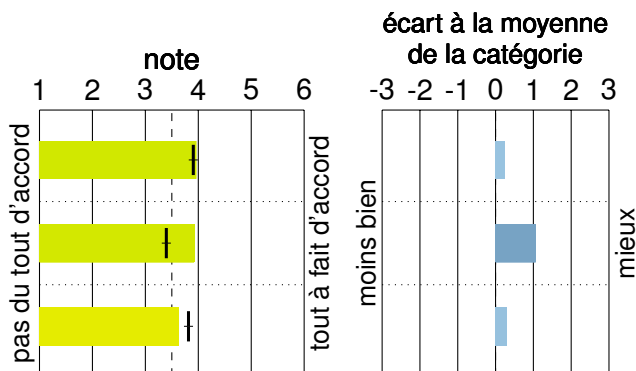 écart à la moyenne
de la catégorie
note
1 2 3 4 5 6
-3 -2 -1 0 1 2 3
pas du tout d'accord
tout à fait d'accord
moins bien
mieux